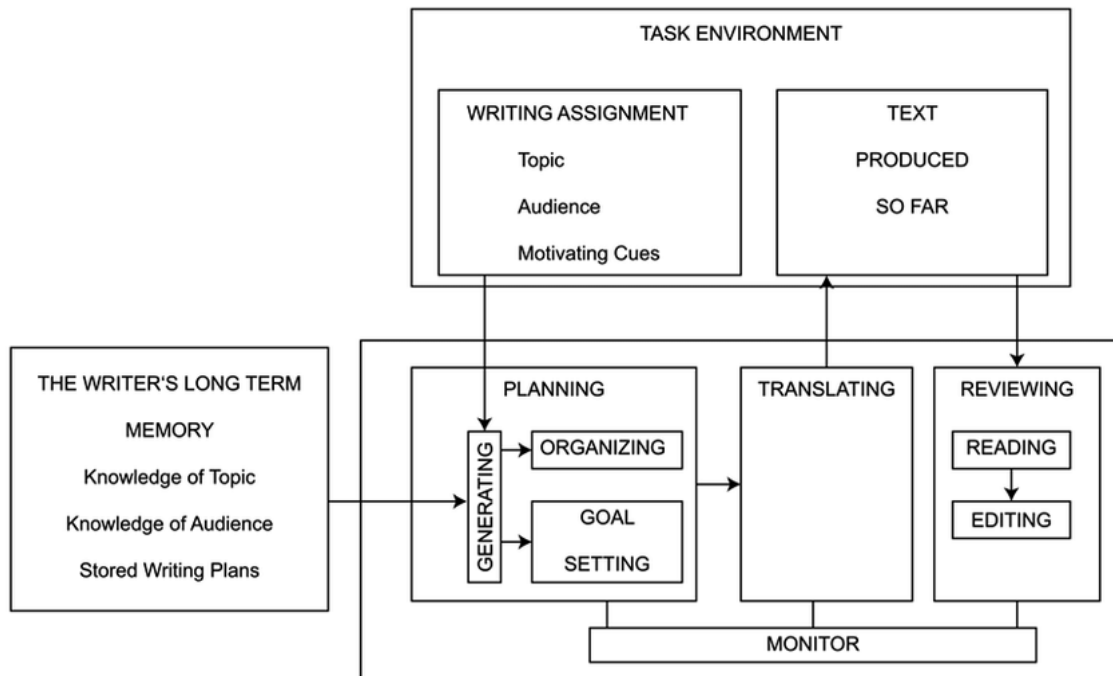 TASK ENVIRONMENT
WRITING ASSIGNMENT
Topic
Audience
Motivating Cues
TEXT
PRODUCED
SO FAR
THE WRITER'S LONG TERM
MEMORY
Knowledge of Topic
Knowledge of Audience
Stored Writing Plans
PLANNING
GENERATING
ORGANIZING
GOAL
SETTING
TRANSLATING
REVIEWING
READING
EDITING
MONITOR